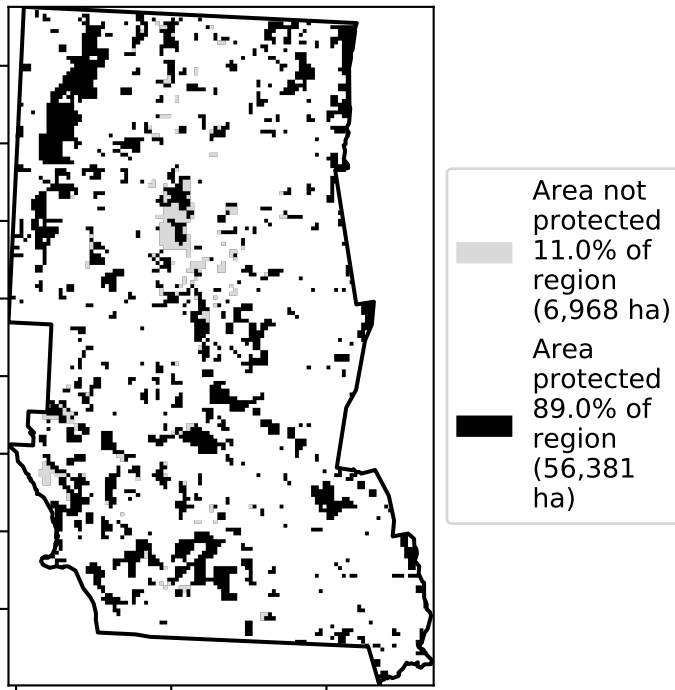 Area not
protected
11.0% of
region
(6,968 ha)
Area
protected
89.0% of
region
(56,381
ha)